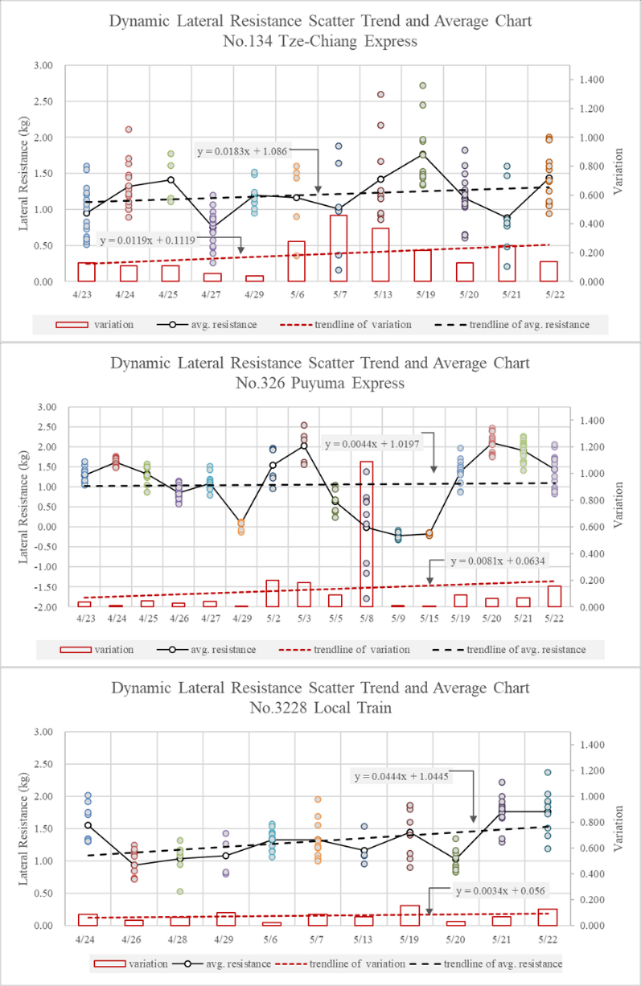 Dynamic Lateral Resistance Scatter Trend and Average Chart
No.134 Tze-Chiang Express
3.00
2.50
2.00
1.50
1.00
0.50
0.00
Lateral Resistance (kg)
y = 0.0183x + 1.086
y = 0.0119x + 0.1119
1.400
1.200
1.000
0.800
0.600
0.400
0.200
0.000
Variation
4/23 4/24 4/25 4/27 4/29 5/6 5/7 5/13 5/19 5/20 5/21 5/22
variation avg. resistance trendline of variation trendline of avg. resistance
Dynamic Lateral Resistance Scatter Trend and Average Chart
No.326 Puyuma Express
3.00
2.50
2.00
1.50
1.00
0.50
0.00
-0.50
-1.00
-1.50
-2.00
Lateral Resistance (kg)
y = 0.0044x + 1.0197
y = 0.0081x + 0.0634
1.400
1.200
1.000
0.800
0.600
0.400
0.200
0.000
Variation
4/23 4/24 4/25 4/26 4/27 4/29 5/2 5/3 5/5 5/8 5/9 5/15 5/19 5/20 5/21 5/22
variation avg. resistance trendline of variation trendline of avg. resistance
Dynamic Lateral Resistance Scatter Trend and Average Chart
No.3228 Local Train
3.00
2.50
2.00
1.50
1.00
0.50
0.00
Lateral Resistance (kg)
y = 0.0444x + 1.0445
y = 0.0034x + 0.056
1.400
1.200
1.000
0.800
0.600
0.400
0.200
0.000
Variation
4/24 4/26 4/28 4/29 5/6 5/7 5/13 5/19 5/20 5/21 5/22
variation avg. resistance trendline of variation trendline of avg. resistance